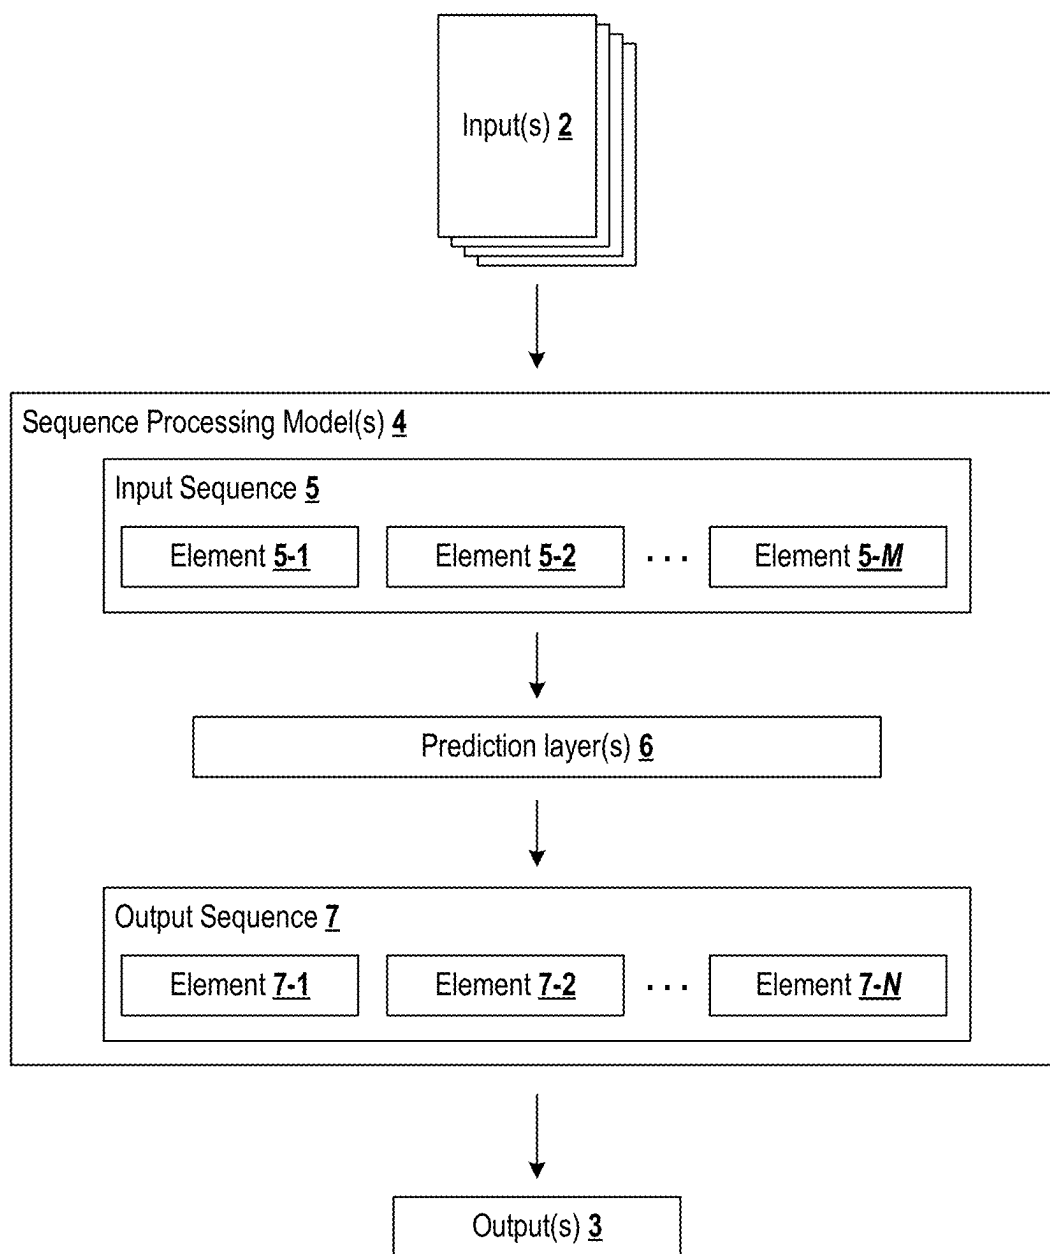 Input(s) 2
Sequence Processing Model(s) 4
Input Sequence 5
Element 5-1 Element 5-2 . . . Element 5-M
Prediction layer(s) 6
Output Sequence 7
Element 7-1 Element 7-2 . . . Element 7-N
Output(s) 3